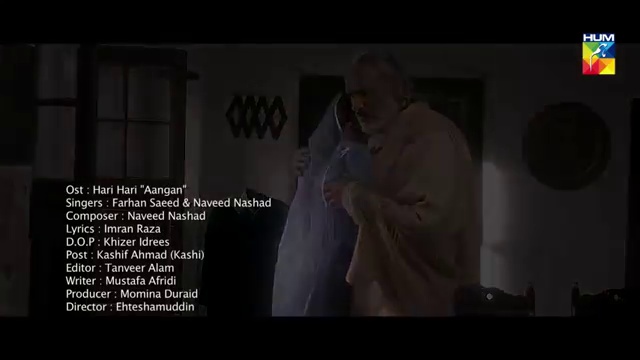 HUM
ہم
Ost : Hari Hari "Aangan"
Singers : Farhan Saeed & Naveed Nashad
Composer : Naveed Nashad
Lyrics : Imran Raza
D.O.P : Khizer Idrees
Post : Kashif Ahmad (Kashi)
Editor : Tanveer Alam
Writer : Mustafa Afridi
Producer : Momina Duraid
Director : Ehteshamuddin